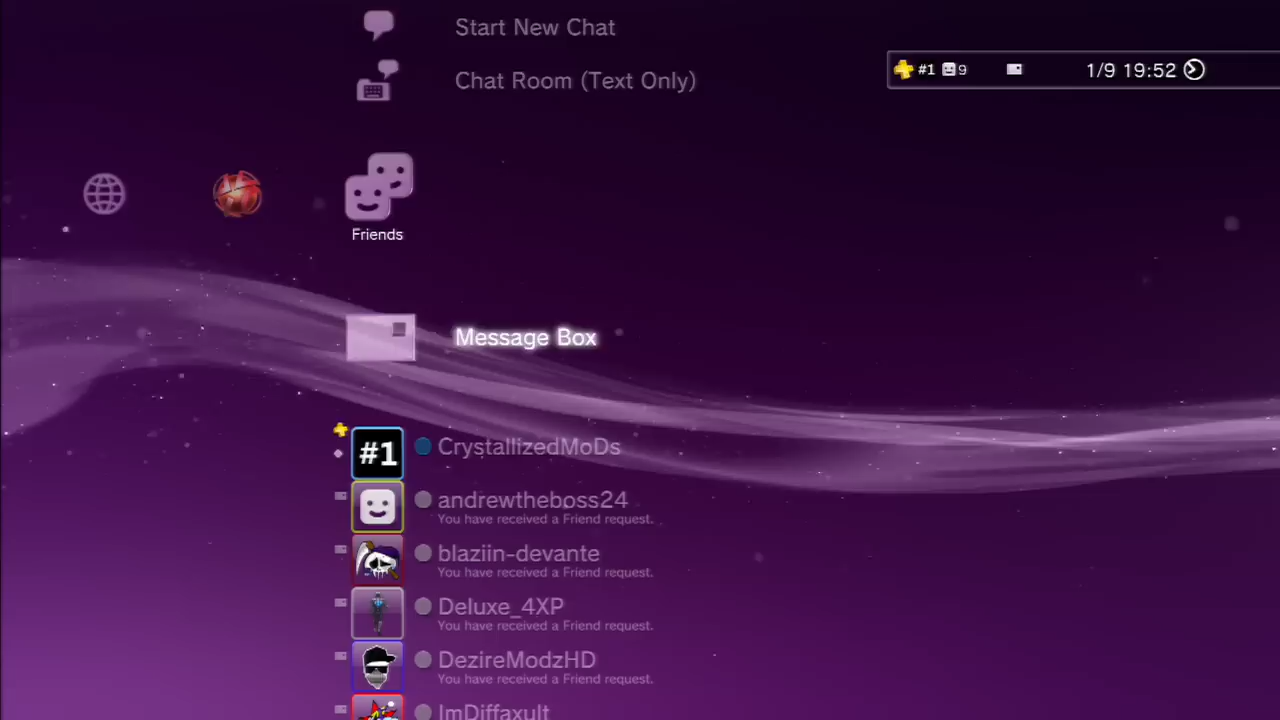 Start New Chat
Chat Room (Text Only)
#1 9 1/9 19:52
Friends
Message Box
#1 CrystallizedMoDs
andrewtheboss24
You have received a Friend request.
blaziin-devante
You have received a Friend request.
Deluxe_4XP
You have received a Friend request.
DezireModzHD
You have received a Friend request.
ImDiffaxult